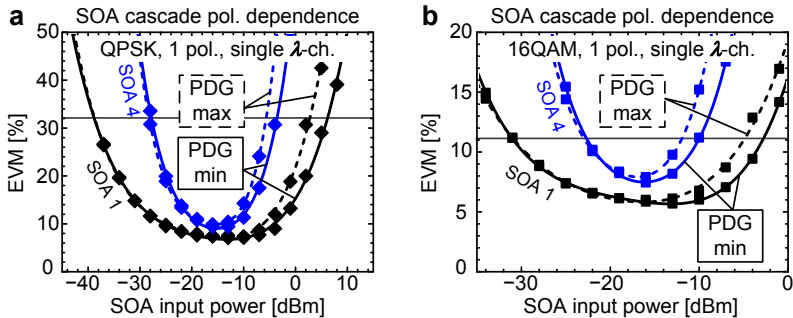 a
SOA cascade pol. dependence
QPSK, 1 pol., single λ-ch.
PDG
max
PDG
min
SOA 4
SOA 1
EVM [%]
50
40
30
20
10
0
−40
−30
−20
−10
0
10
SOA input power [dBm]
b
SOA cascade pol. dependence
16QAM, 1 pol., single λ-ch.
PDG
max
PDG
min
SOA 4
SOA 1
EVM [%]
20
15
10
5
0
−30
−20
−10
0
SOA input power [dBm]